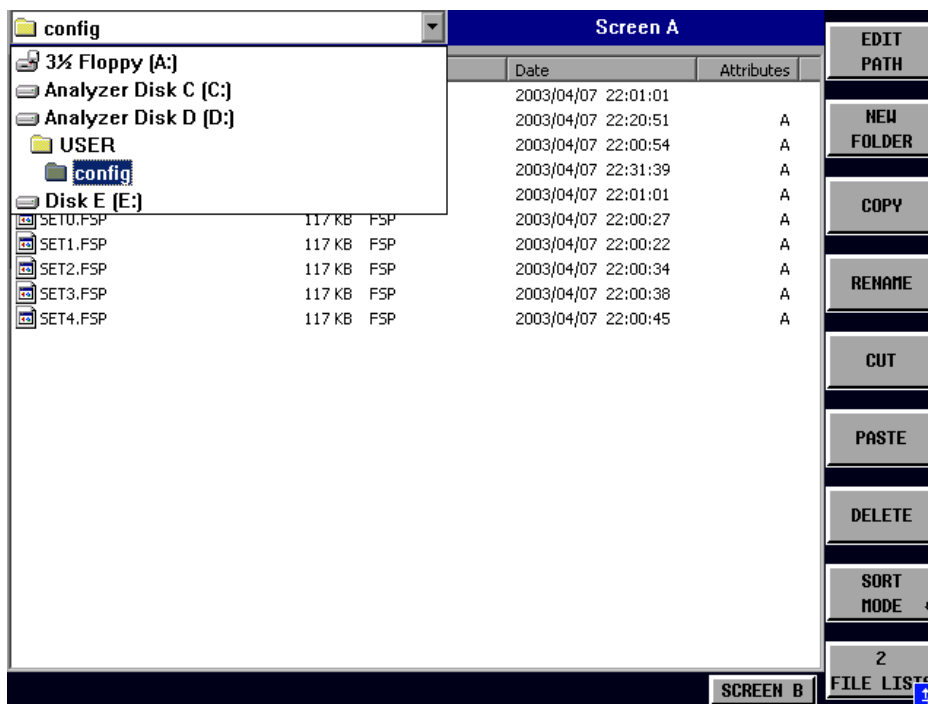 config
Screen A
3½ Floppy (A:)
Analyzer Disk C (C:)
Analyzer Disk D (D:)
USER
config
Disk E (E:)
Date Attributes
2003/04/07 22:01:01
2003/04/07 22:20:51 A
2003/04/07 22:00:54 A
2003/04/07 22:31:39 A
2003/04/07 22:01:01 A
SET0.FSP 117 KB FSP 2003/04/07 22:00:27 A
SET1.FSP 117 KB FSP 2003/04/07 22:00:22 A
SET2.FSP 117 KB FSP 2003/04/07 22:00:34 A
SET3.FSP 117 KB FSP 2003/04/07 22:00:38 A
SET4.FSP 117 KB FSP 2003/04/07 22:00:45 A
SCREEN B
EDIT
PATH
NEW
FOLDER
COPY
RENAME
CUT
PASTE
DELETE
SORT
MODE
2
FILE LISTS